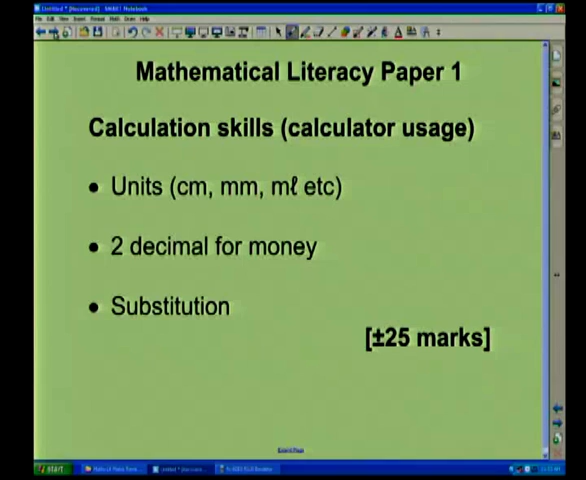 Mathematical Literacy Paper 1
Calculation skills (calculator usage)
• Units (cm, mm, mℓ etc)
• 2 decimal for money
• Substitution
[±25 marks]
start